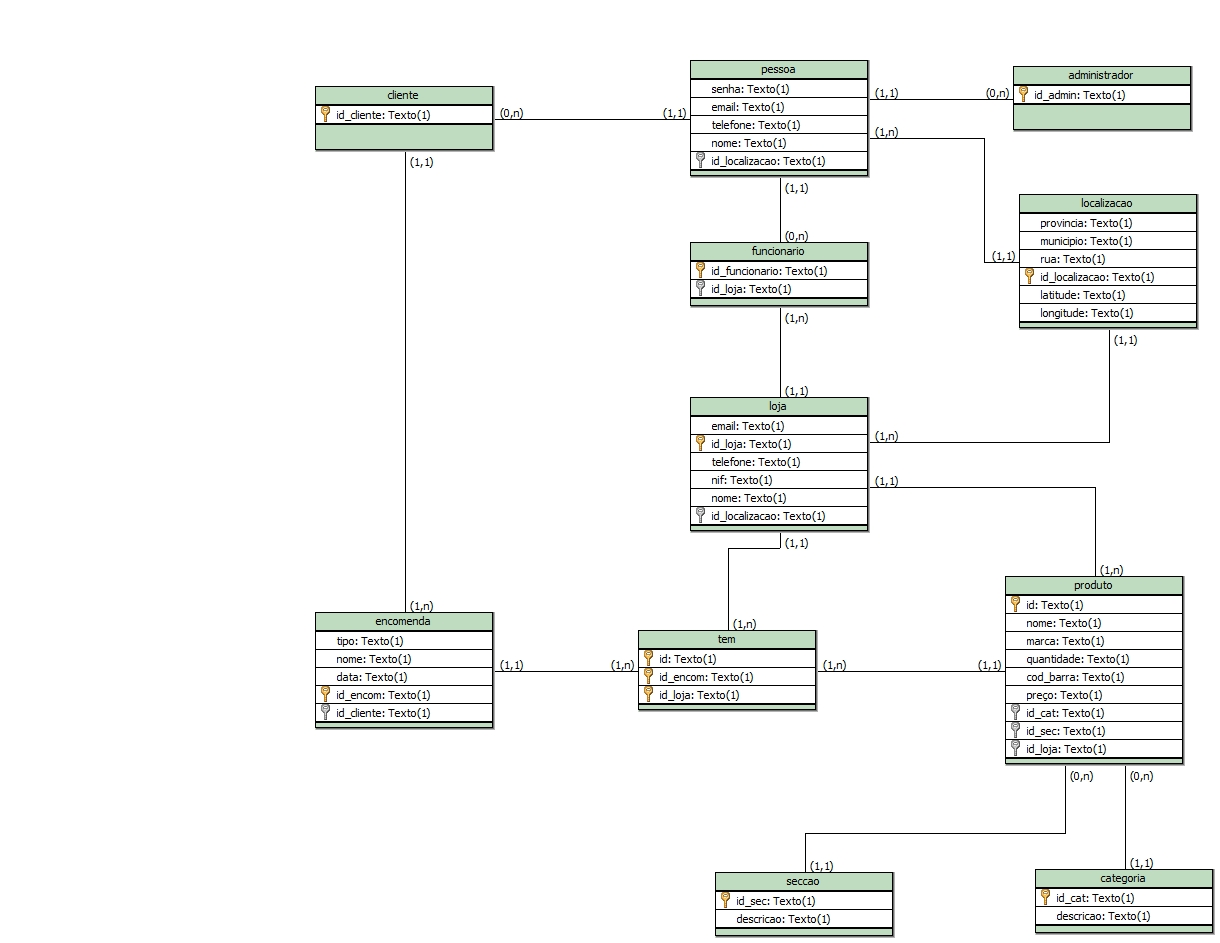 pessoa
senha: Texto(1)
email: Texto(1)
telefone: Texto(1)
nome: Texto(1)
id_localizacao: Texto(1)
administrador
id_admin: Texto(1)
cliente
id_cliente: Texto(1)
(0,n)
(1,1)
(1,1)
(0,n)
(1,n)
(1,1)
(1,1)
(1,1)
(0,n)
localizacao
provincia: Texto(1)
municipio: Texto(1)
rua: Texto(1)
id_localizacao: Texto(1)
latitude: Texto(1)
longitude: Texto(1)
(1,1)
funcionario
id_funcionario: Texto(1)
id_loja: Texto(1)
(1,n)
(1,1)
loja
email: Texto(1)
id_loja: Texto(1)
telefone: Texto(1)
nif: Texto(1)
nome: Texto(1)
id_localizacao: Texto(1)
(1,n)
(1,1)
(1,1)
(1,n)
(1,n)
(1,n)
encomenda
tipo: Texto(1)
nome: Texto(1)
data: Texto(1)
id_encom: Texto(1)
id_cliente: Texto(1)
(1,1)
(1,n)
tem
id: Texto(1)
id_encom: Texto(1)
id_loja: Texto(1)
(1,n)
(1,1)
produto
id: Texto(1)
nome: Texto(1)
marca: Texto(1)
quantidade: Texto(1)
cod_barra: Texto(1)
preço: Texto(1)
id_cat: Texto(1)
id_sec: Texto(1)
id_loja: Texto(1)
(0,n)
(0,n)
(1,1)
(1,1)
seccao
id_sec: Texto(1)
descricao: Texto(1)
categoria
id_cat: Texto(1)
descricao: Texto(1)